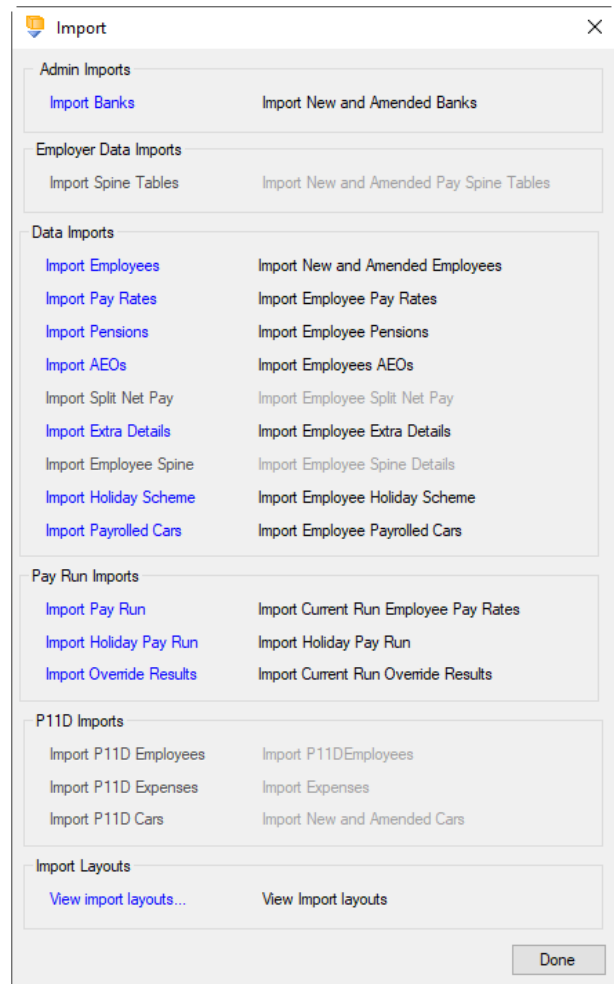 Import
Admin Imports
Import Banks Import New and Amended Banks
Employer Data Imports
Import Spine Tables Import New and Amended Pay Spine Tables
Data Imports
Import Employees Import New and Amended Employees
Import Pay Rates Import Employee Pay Rates
Import Pensions Import Employee Pensions
Import AEOs Import Employees AEOs
Import Split Net Pay Import Employee Split Net Pay
Import Extra Details Import Employee Extra Details
Import Employee Spine Import Employee Spine Details
Import Holiday Scheme Import Employee Holiday Scheme
Import Payrolled Cars Import Employee Payrolled Cars
Pay Run Imports
Import Pay Run Import Current Run Employee Pay Rates
Import Holiday Pay Run Import Holiday Pay Run
Import Override Results Import Current Run Override Results
P11D Imports
Import P11D Employees Import P11DEmployees
Import P11D Expenses Import Expenses
Import P11D Cars Import New and Amended Cars
Import Layouts
View import layouts... View Import layouts
Done